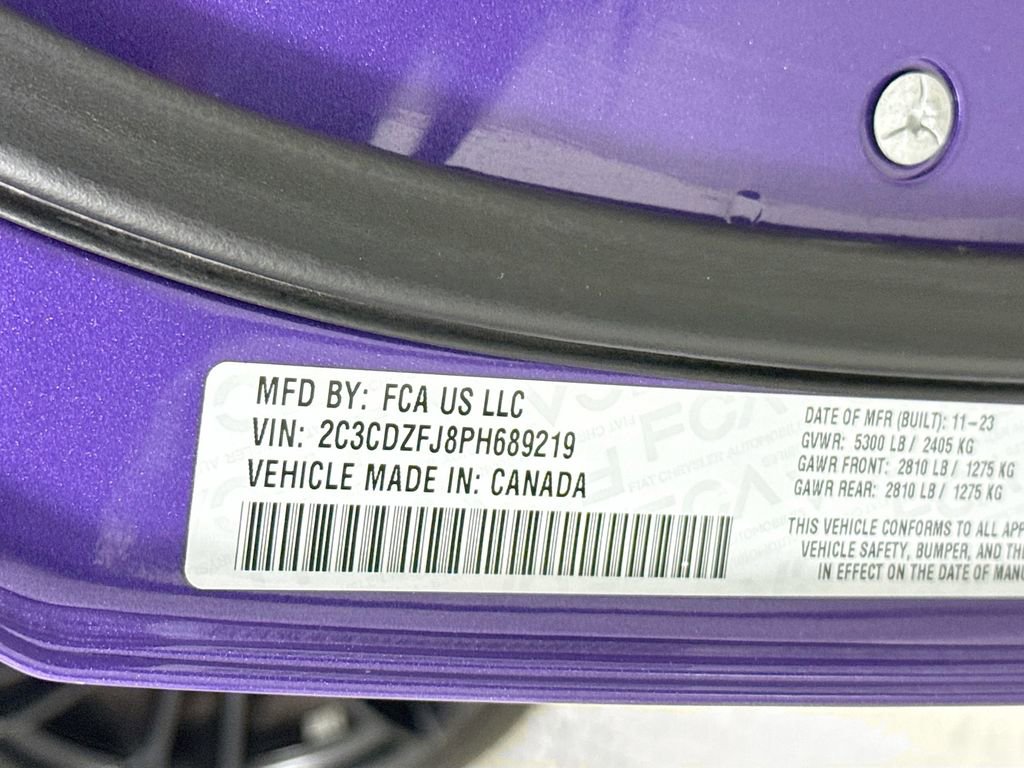 MFD BY: FCA US LLC
VIN: 2C3CDZFJ8PH689219
VEHICLE MADE IN: CANADA
DATE OF MFR (BUILT): 11-23
GVWR: 5300 LB / 2405 KG
GAWR FRONT: 2810 LB / 1275 KG
GAWR REAR: 2810 LB / 1275 KG
THIS VEHICLE CONFORMS TO ALL APP
VEHICLE SAFETY, BUMPER, AND THE
IN EFFECT ON THE DATE OF MANU